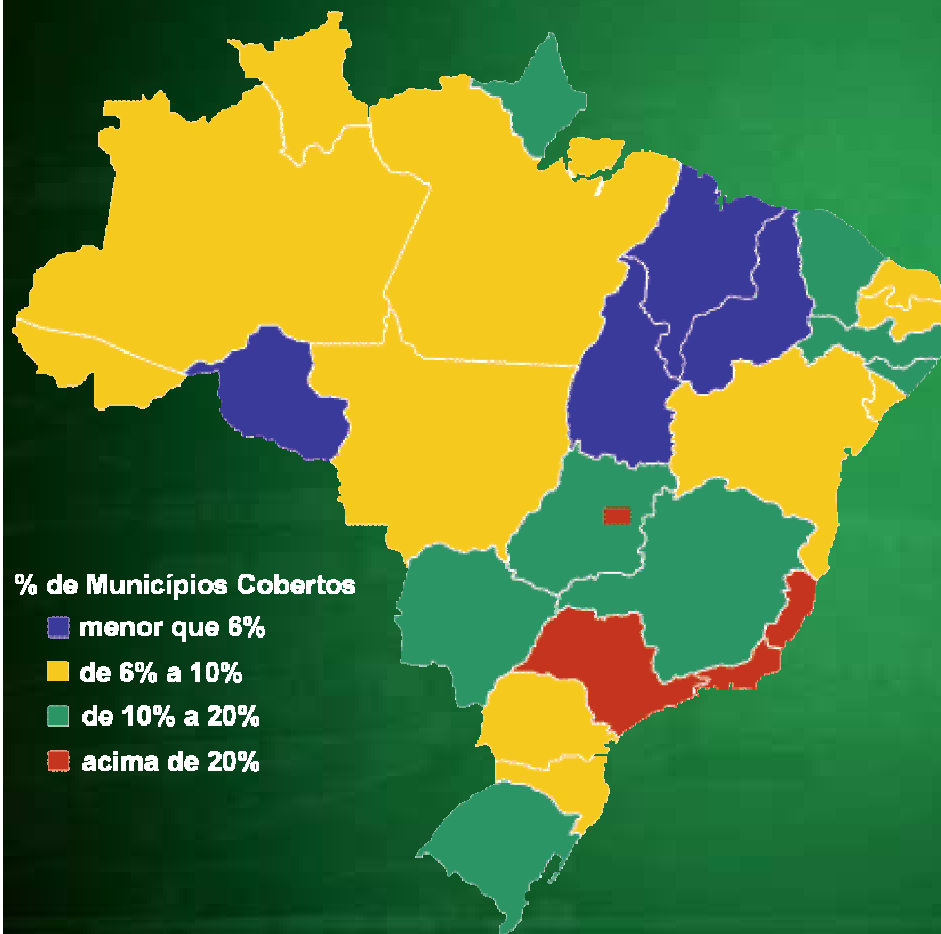 % de Municípios Cobertos
menor que 6%
de 6% a 10%
de 10% a 20%
acima de 20%